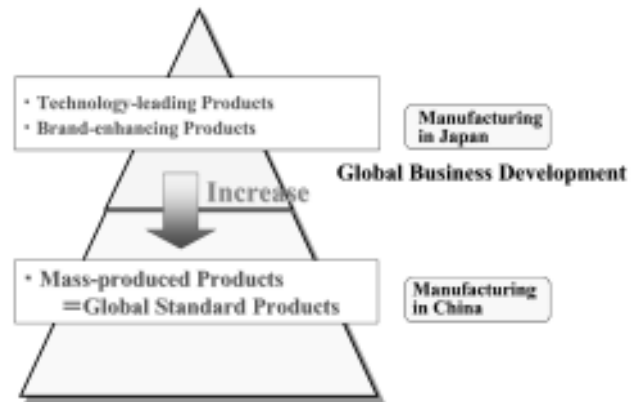 ・Technology-leading Products
・Brand-enhancing Products
Manufacturing
in Japan
Global Business Development
Increase
・Mass-produced Products
＝Global Standard Products
Manufacturing
in China